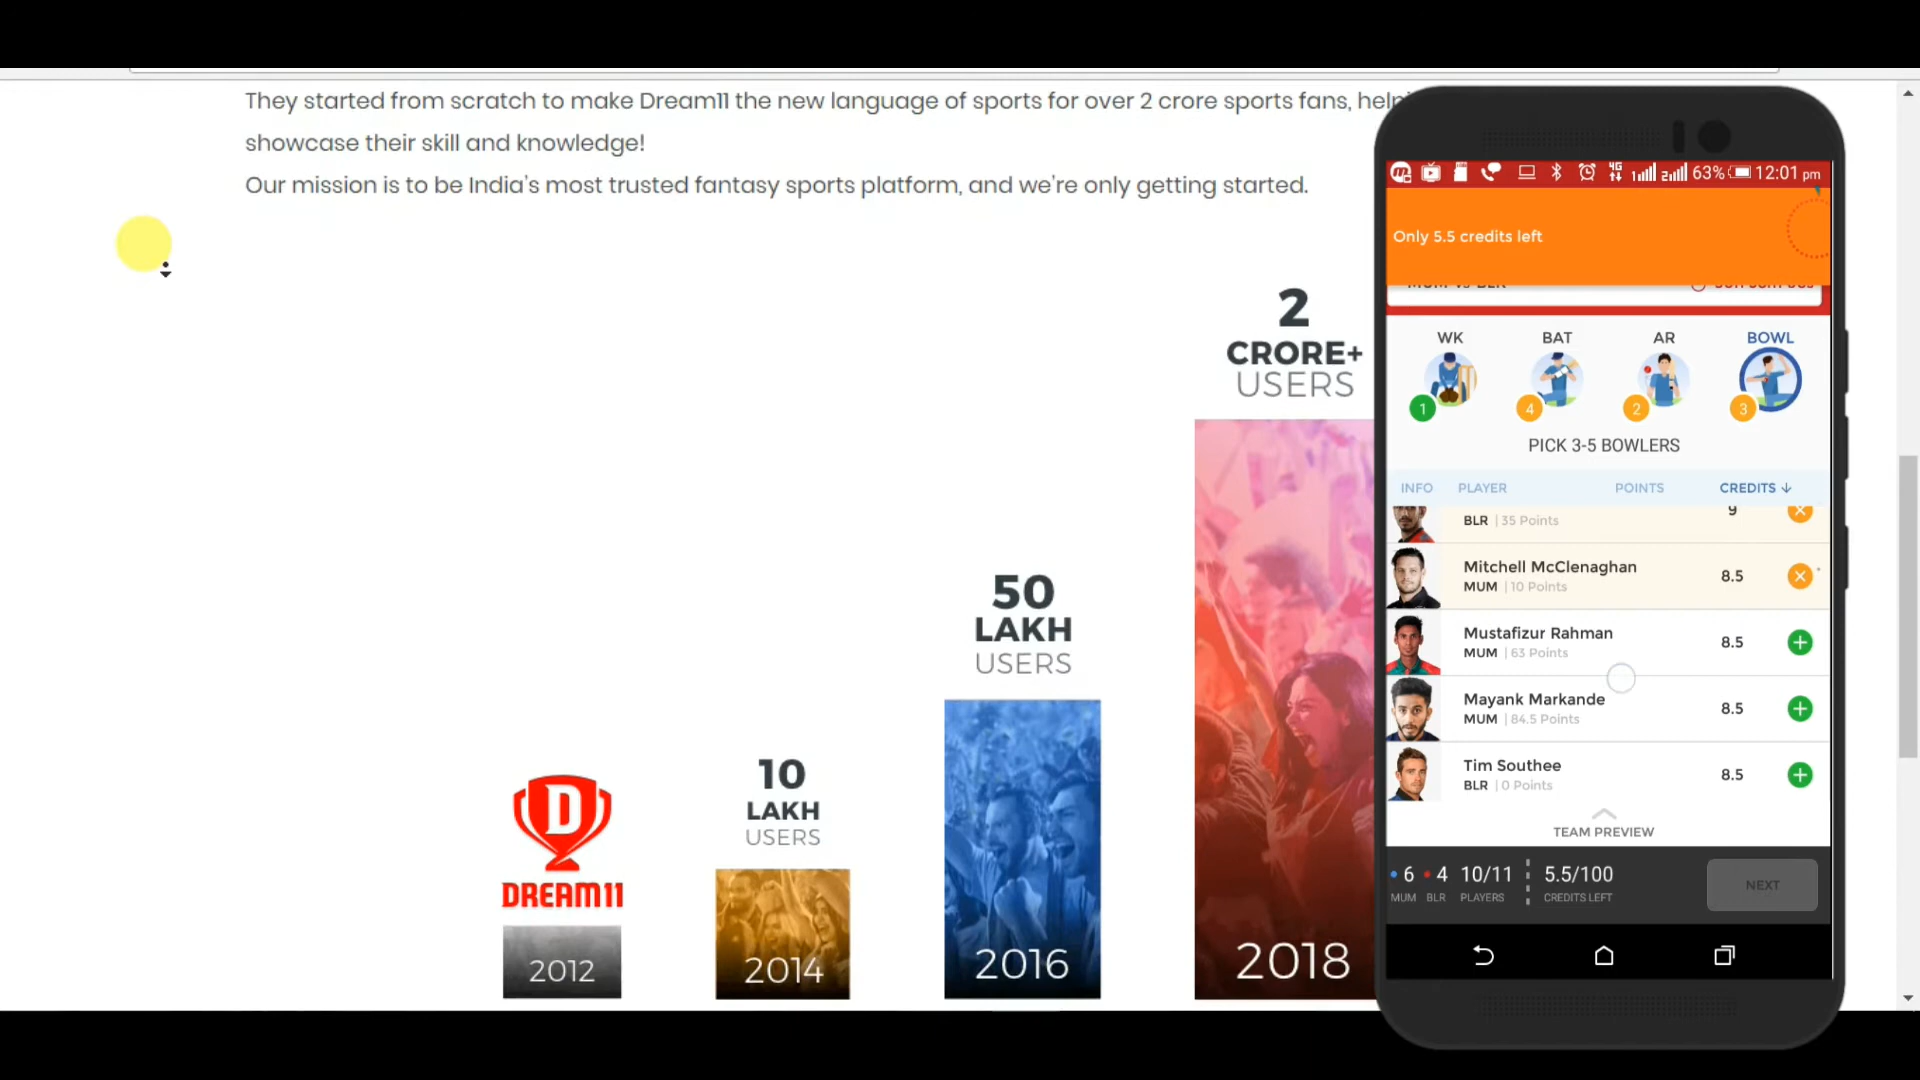 They started from scratch to make Dream11 the new language of sports for over 2 crore sports fans,
showcase their skill and knowledge!
Our mission is to be India's most trusted fantasy sports platform, and we're only getting started.
2
CRORE+
USERS
50
LAKH
USERS
10
LAKH
USERS
D
DREAM11
2012
2014
2016
2018
63% 12:01 pm
Only 5.5 credits left
WK BAT AR BOWL
1 4 2 3
PICK 3-5 BOWLERS
INFO PLAYER POINTS CREDITS ↓
BLR | 35 Points 9
Mitchell McClenaghan
MUM | 10 Points 8.5
Mustafizur Rahman
MUM | 63 Points 8.5
Mayank Markande
MUM | 84.5 Points 8.5
Tim Southee
BLR | 0 Points 8.5
TEAM PREVIEW
6 4 10/11 5.5/100
MUM BLR PLAYERS CREDITS LEFT
NEXT